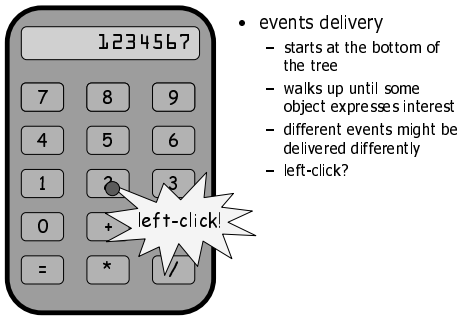 1234567
7 8 9
4 5 6
1 2 3
0 +
= * /
left-click!
• events delivery
– starts at the bottom of
the tree
– walks up until some
object expresses interest
– different events might be
delivered differently
– left-click?